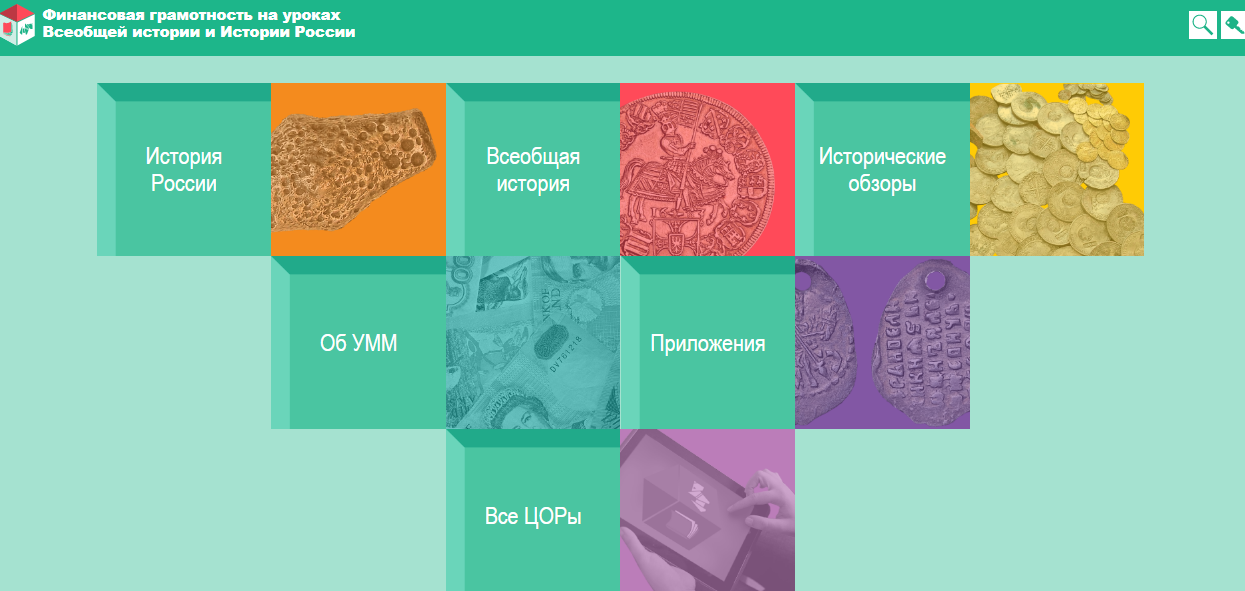 Финансовая грамотность на уроках
Всеобщей истории и Истории России
История
России
Всеобщая
история
Исторические
обзоры
Об УММ
Приложения
Все ЦОРы